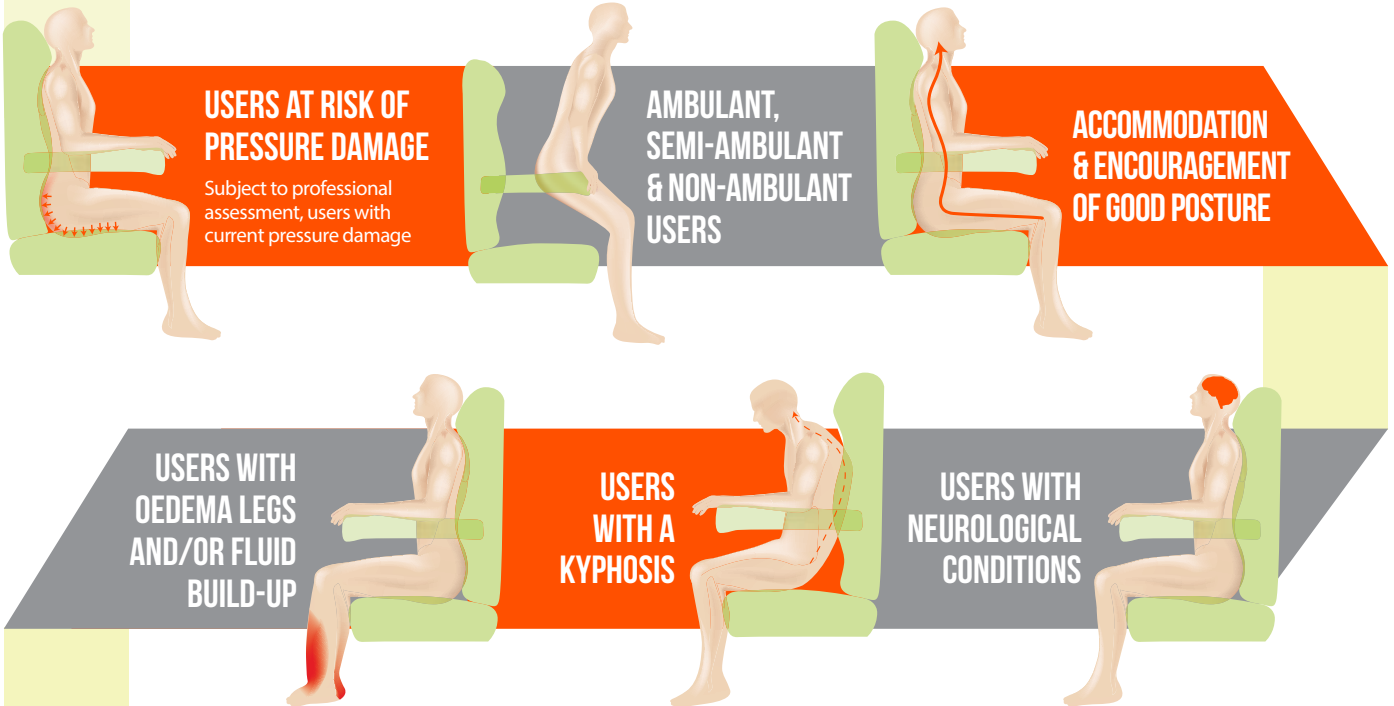 USERS AT RISK OF
PRESSURE DAMAGE
Subject to professional
assessment, users with
current pressure damage
AMBULANT,
SEMI-AMBULANT
& NON-AMBULANT
USERS
ACCOMMODATION
& ENCOURAGEMENT
OF GOOD POSTURE
USERS WITH
OEDEMA LEGS
AND/OR FLUID
BUILD-UP
USERS
WITH A
KYPHOSIS
USERS WITH
NEUROLOGICAL
CONDITIONS